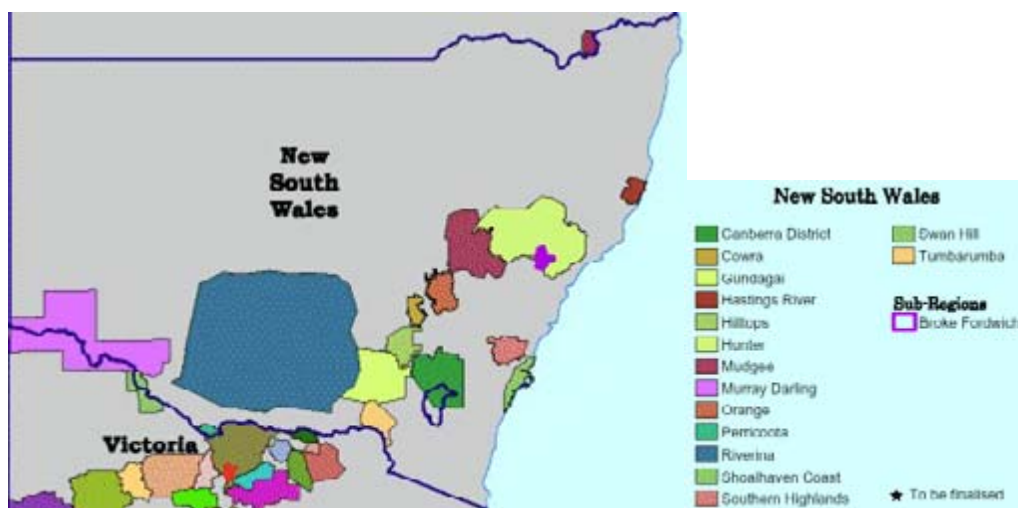 New
South
Wales
Victoria
New South Wales
Canberra District
Cowra
Gundagai
Hastings River
Hilltops
Hunter
Mudgee
Murray Darling
Orange
Perricoota
Riverina
Shoalhaven Coast
Southern Highlands
Swan Hill
Tumbarumba
Sub-Regions
Broke Fordwich
★ To be finalised